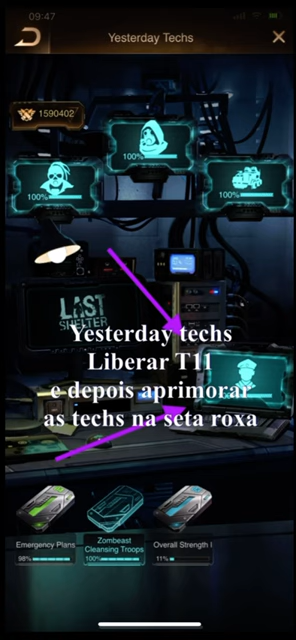 09:47
Yesterday Techs
1590402
100%
100%
100%
LAST
SHELTER
Yesterday techs
Liberar T11
e depois aprimorar
as techs na seta roxa
Emergency Plans
98%
Zombeast
Cleansing Troops
100%
Overall Strength I
11%